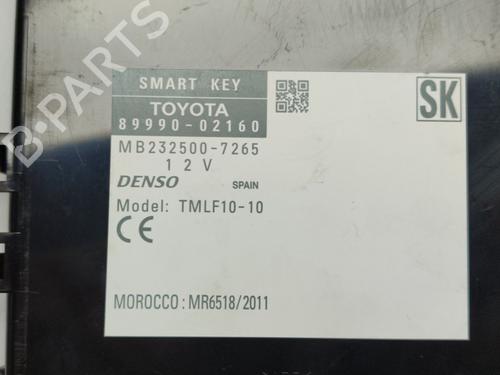 SMART KEY
TOYOTA
89990-02160
SK
MB232500-7265
12V
DENSO SPAIN
Model: TMLF10-10
CE
MOROCCO: MR6518/2011
B-PARTS